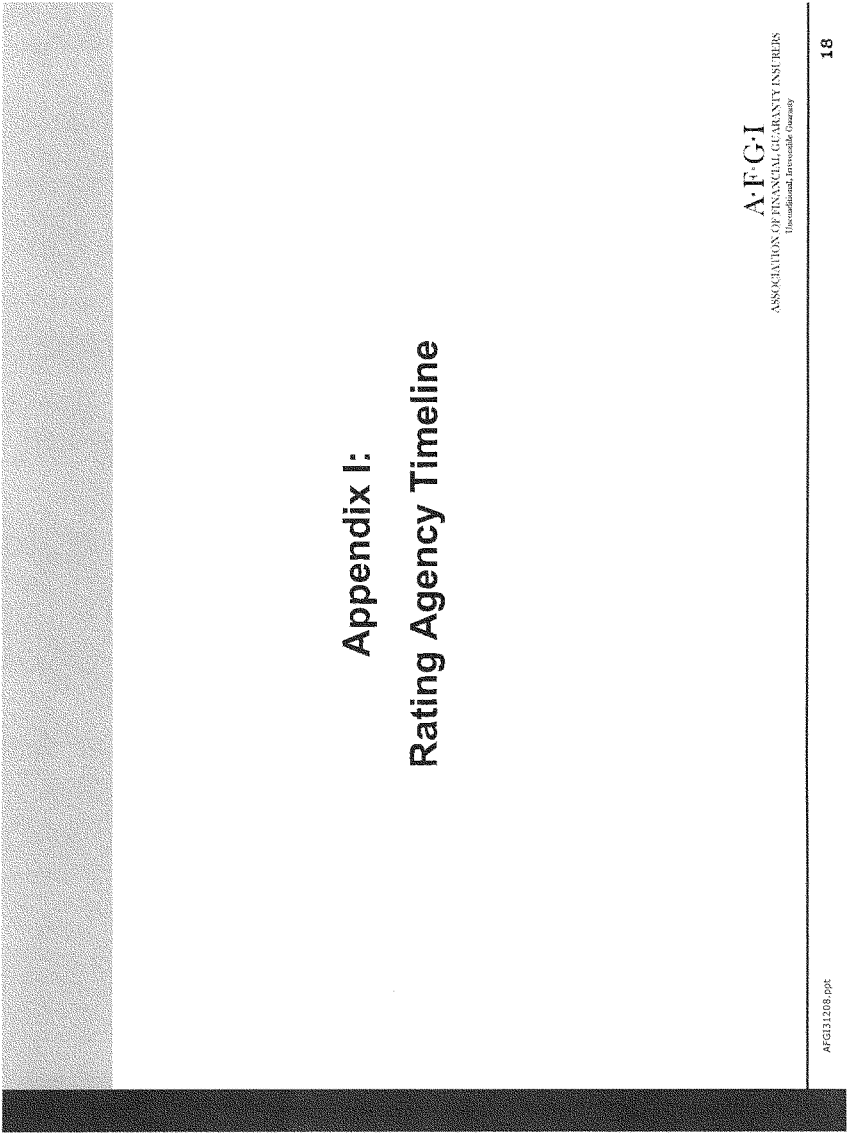 Appendix I:
Rating Agency Timeline
A·F·G·I
ASSOCIATION OF FINANCIAL GUARANTY INSURERS
Unconditional, Irrevocable Guaranty
AFGI31208.ppt
18